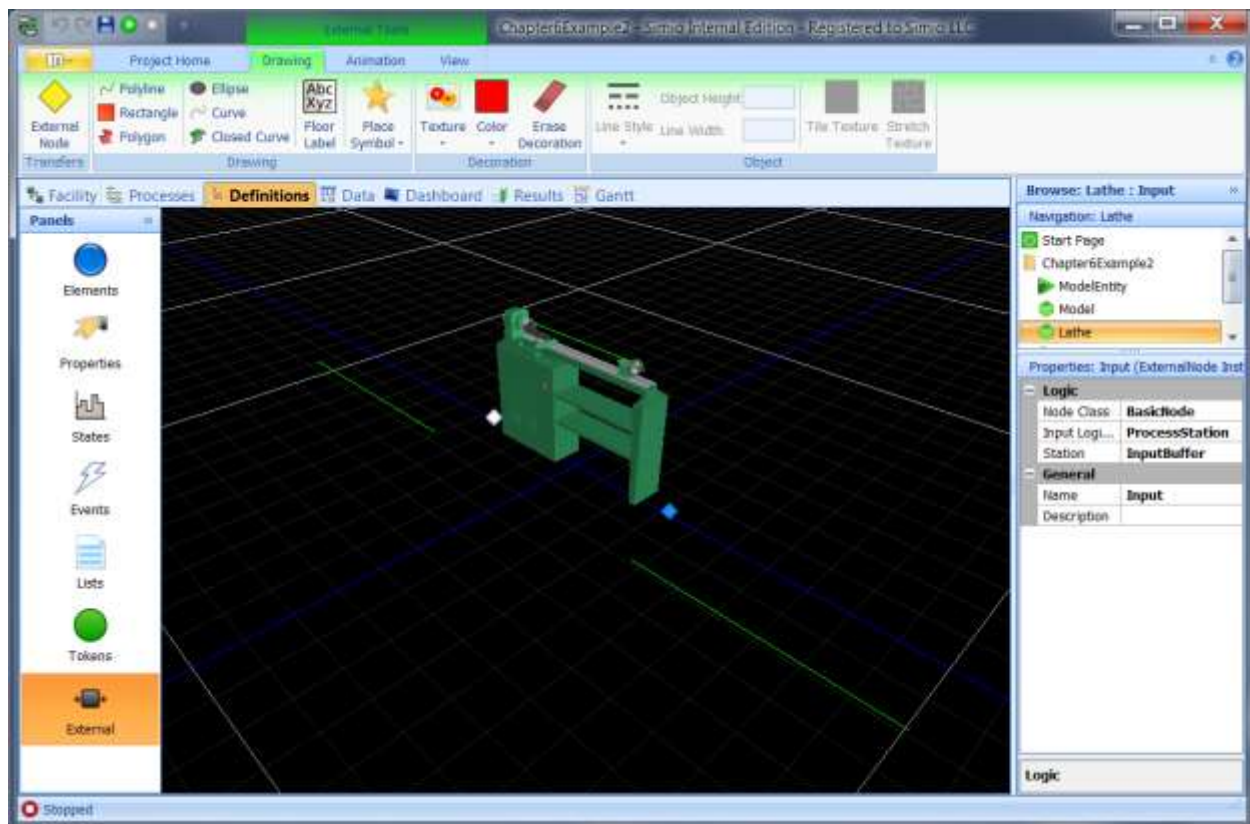 External View
Chapter6Example2 - Simio Internal Edition - Registered to Simio LLC
Project Home Drawing Animation View
External Node
Polyline
Rectangle
Polygon
Ellipse
Curve
Closed Curve
Abc Xyz
Floor Label
Place Symbol
Texture
Color
Erase Decoration
Line Style
Object Height
Line Width
Tile Texture
Stretch Texture
Transfers Drawing Decoration Object
Facility Processes Definitions Data Dashboard Results Gantt
Panels
Elements
Properties
States
Events
Lists
Tokens
External
Browse: Lathe : Input
Navigation: Lathe
Start Page
Chapter6Example2
ModelEntity
Model
Lathe
Properties: Input (ExternalNode Inst
Logic
Node Class BasicNode
Input Logi... ProcessStation
Station InputBuffer
General
Name Input
Description
Logic
Stopped